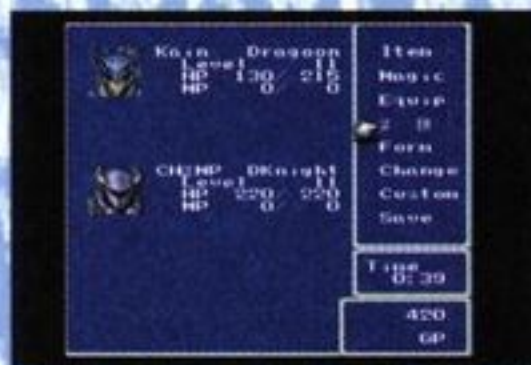 Kain Dragoon
Level 11
HP 130/ 215
MP 0/ 0
CHIMP DKnight
Level 11
HP 220/ 220
MP 0/ 0
Item
Magic
Equip
Form
Change
Custom
Save
Time
0:39
420
GP